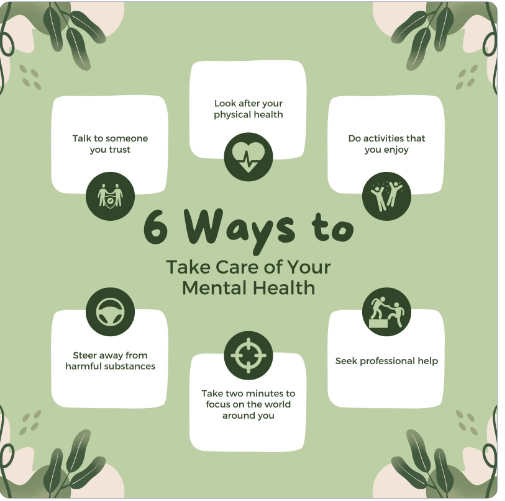 Look after your
physical health
Talk to someone
you trust
Do activities that
you enjoy
6 Ways to
Take Care of Your
Mental Health
Steer away from
harmful substances
Take two minutes to
focus on the world
around you
Seek professional help